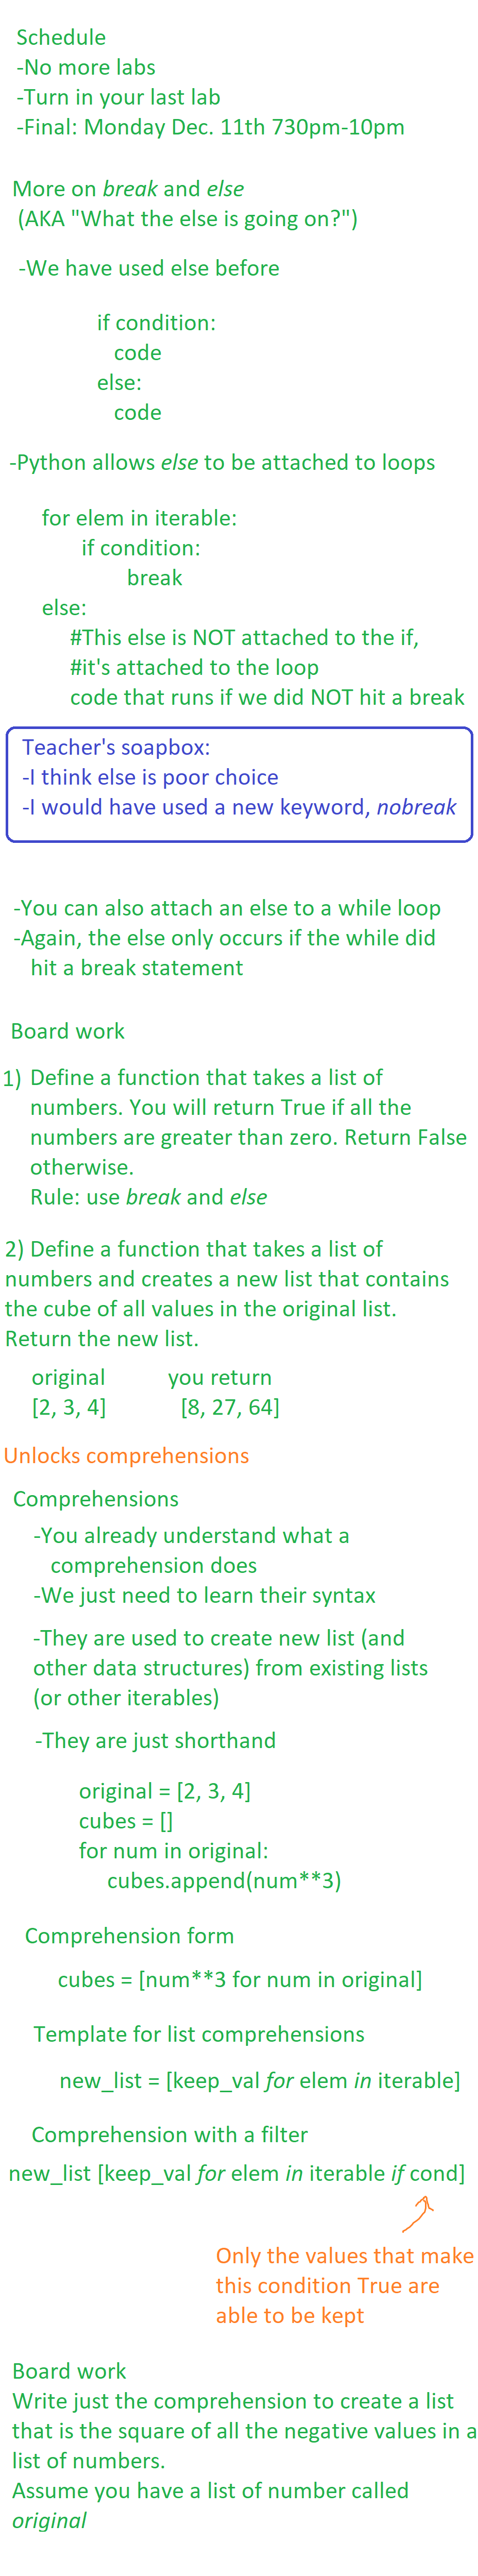 Schedule
-No more labs
-Turn in your last lab
-Final: Monday Dec. 11th 730pm-10pm
More on break and else
(AKA "What the else is going on?")
-We have used else before
if condition:
code
else:
code
-Python allows else to be attached to loops
for elem in iterable:
if condition:
break
else:
#This else is NOT attached to the if,
#it's attached to the loop
code that runs if we did NOT hit a break
Teacher's soapbox:
-I think else is poor choice
-I would have used a new keyword, nobreak
-You can also attach an else to a while loop
-Again, the else only occurs if the while did
hit a break statement
Board work
1) Define a function that takes a list of
numbers. You will return True if all the
numbers are greater than zero. Return False
otherwise.
Rule: use break and else
2) Define a function that takes a list of
numbers and creates a new list that contains
the cube of all values in the original list.
Return the new list.
original you return
[2, 3, 4] [8, 27, 64]
Unlocks comprehensions
Comprehensions
-You already understand what a
comprehension does
-We just need to learn their syntax
-They are used to create new list (and
other data structures) from existing lists
(or other iterables)
-They are just shorthand
original = [2, 3, 4]
cubes = []
for num in original:
cubes.append(num**3)
Comprehension form
cubes = [num**3 for num in original]
Template for list comprehensions
new_list = [keep_val for elem in iterable]
Comprehension with a filter
new_list [keep_val for elem in iterable if cond]
Only the values that make
this condition True are
able to be kept
Board work
Write just the comprehension to create a list
that is the square of all the negative values in a
list of numbers.
Assume you have a list of number called
original